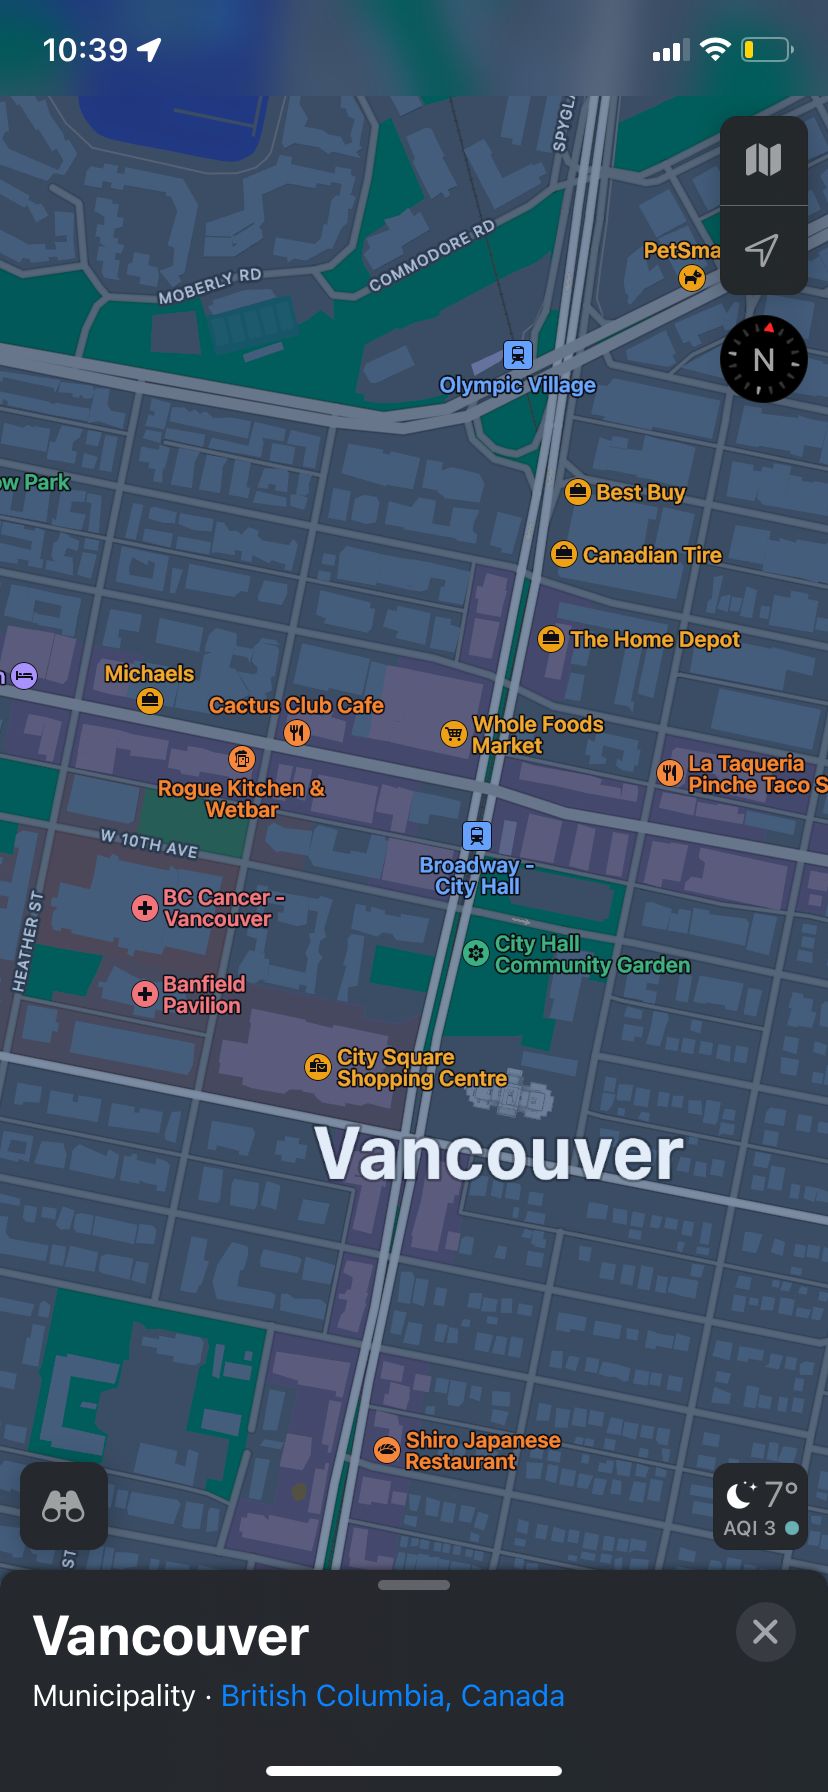 10:39
SPYGLA
PetSma
COMMODORE RD
MOBERLY RD
N
Olympic Village
ow Park
Best Buy
Canadian Tire
The Home Depot
Michaels
Cactus Club Cafe
Whole Foods
Market
La Taqueria
Pinche Taco S
Rogue Kitchen &
Wetbar
W 10TH AVE
Broadway -
City Hall
BC Cancer -
Vancouver
HEATHER ST
City Hall
Community Garden
Banfield
Pavilion
City Square
Shopping Centre
Vancouver
Shiro Japanese
Restaurant
7°
AQI 3
ST
Vancouver
Municipality · British Columbia, Canada